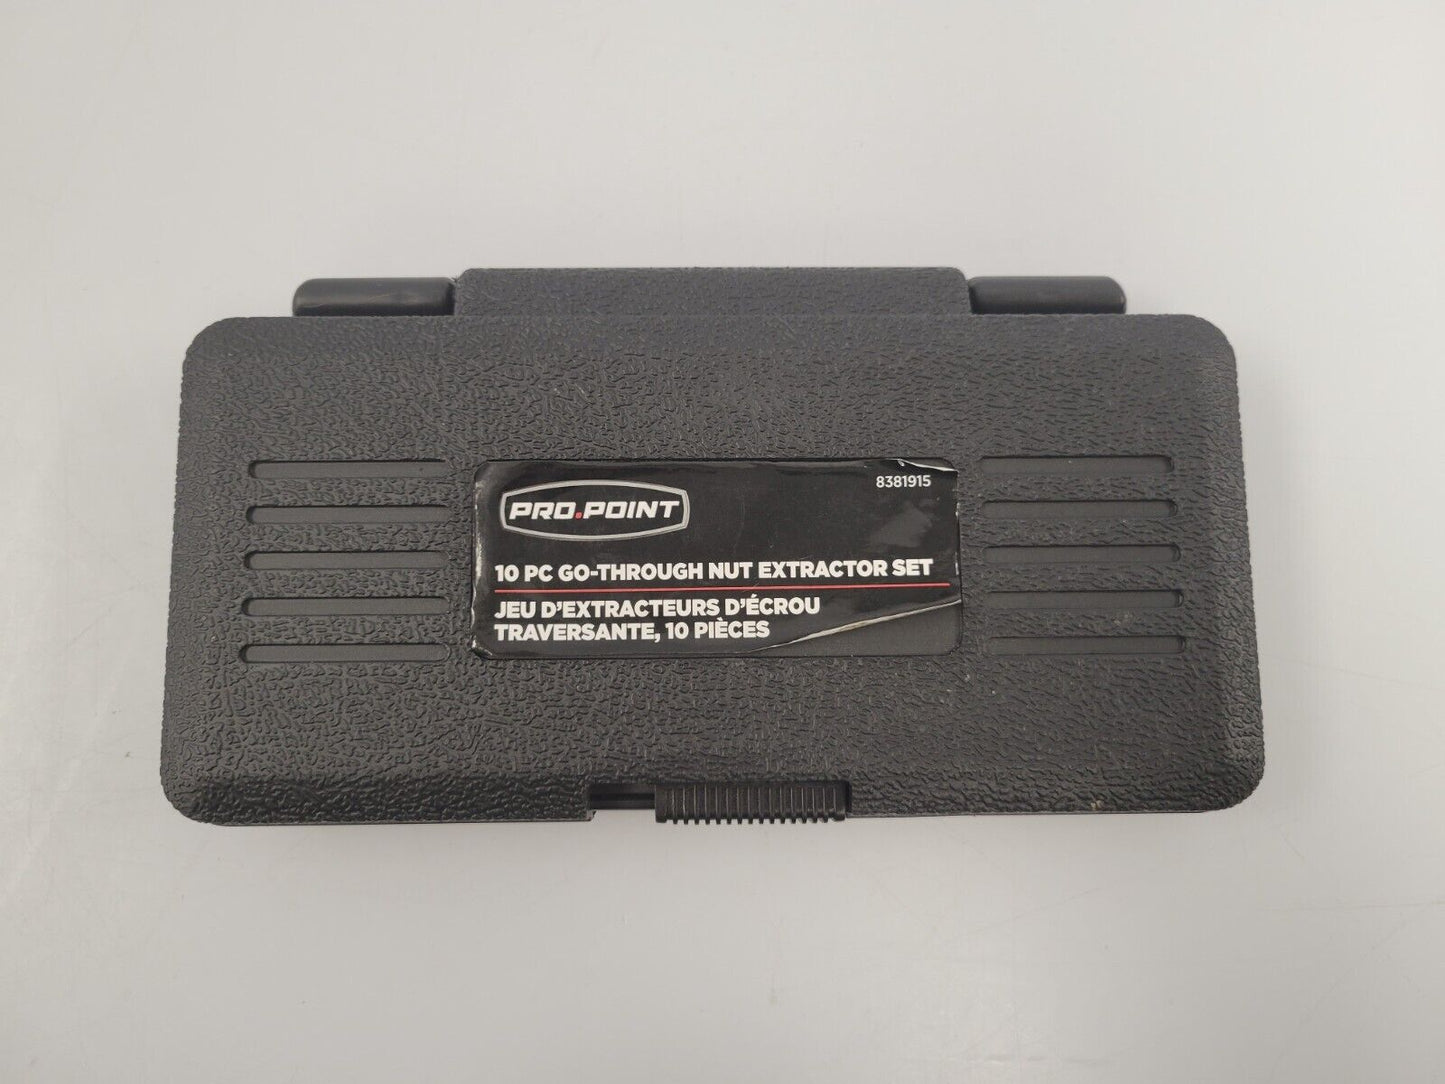 8381915
PRO.POINT
10 PC GO-THROUGH NUT EXTRACTOR SET
JEU D'EXTRACTEURS D'ÉCROU
TRAVERSANTE, 10 PIÈCES